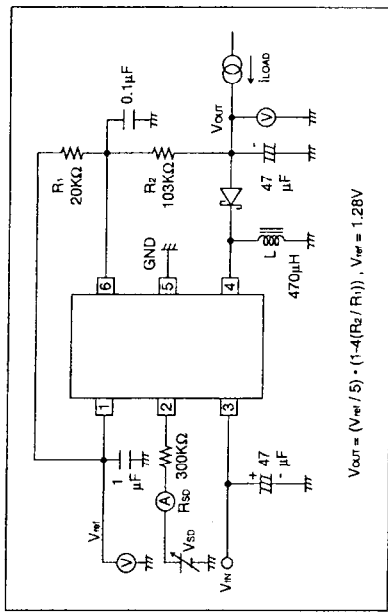 R1
20KΩ
0.1μF
R2
103KΩ
VOUT
iLOAD
V
47
μF
-
GND
L
470μH
6
5
4
1
2
3
Vref
V
1
μF
300KΩ
RSD
A
VSD
VIN
+
47
μF
-
VOUT = (Vref / 5) • (1-4(R2 / R1)) , Vref = 1.28V